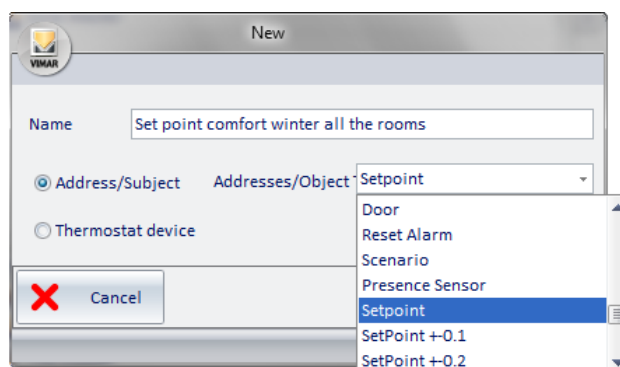 New
VIMAR
Name Set point comfort winter all the rooms
Address/Subject Addresses/Object Setpoint
Door
Thermostat device
Reset Alarm
Scenario
Presence Sensor
Cancel
Setpoint
SetPoint +-0.1
SetPoint +-0.2